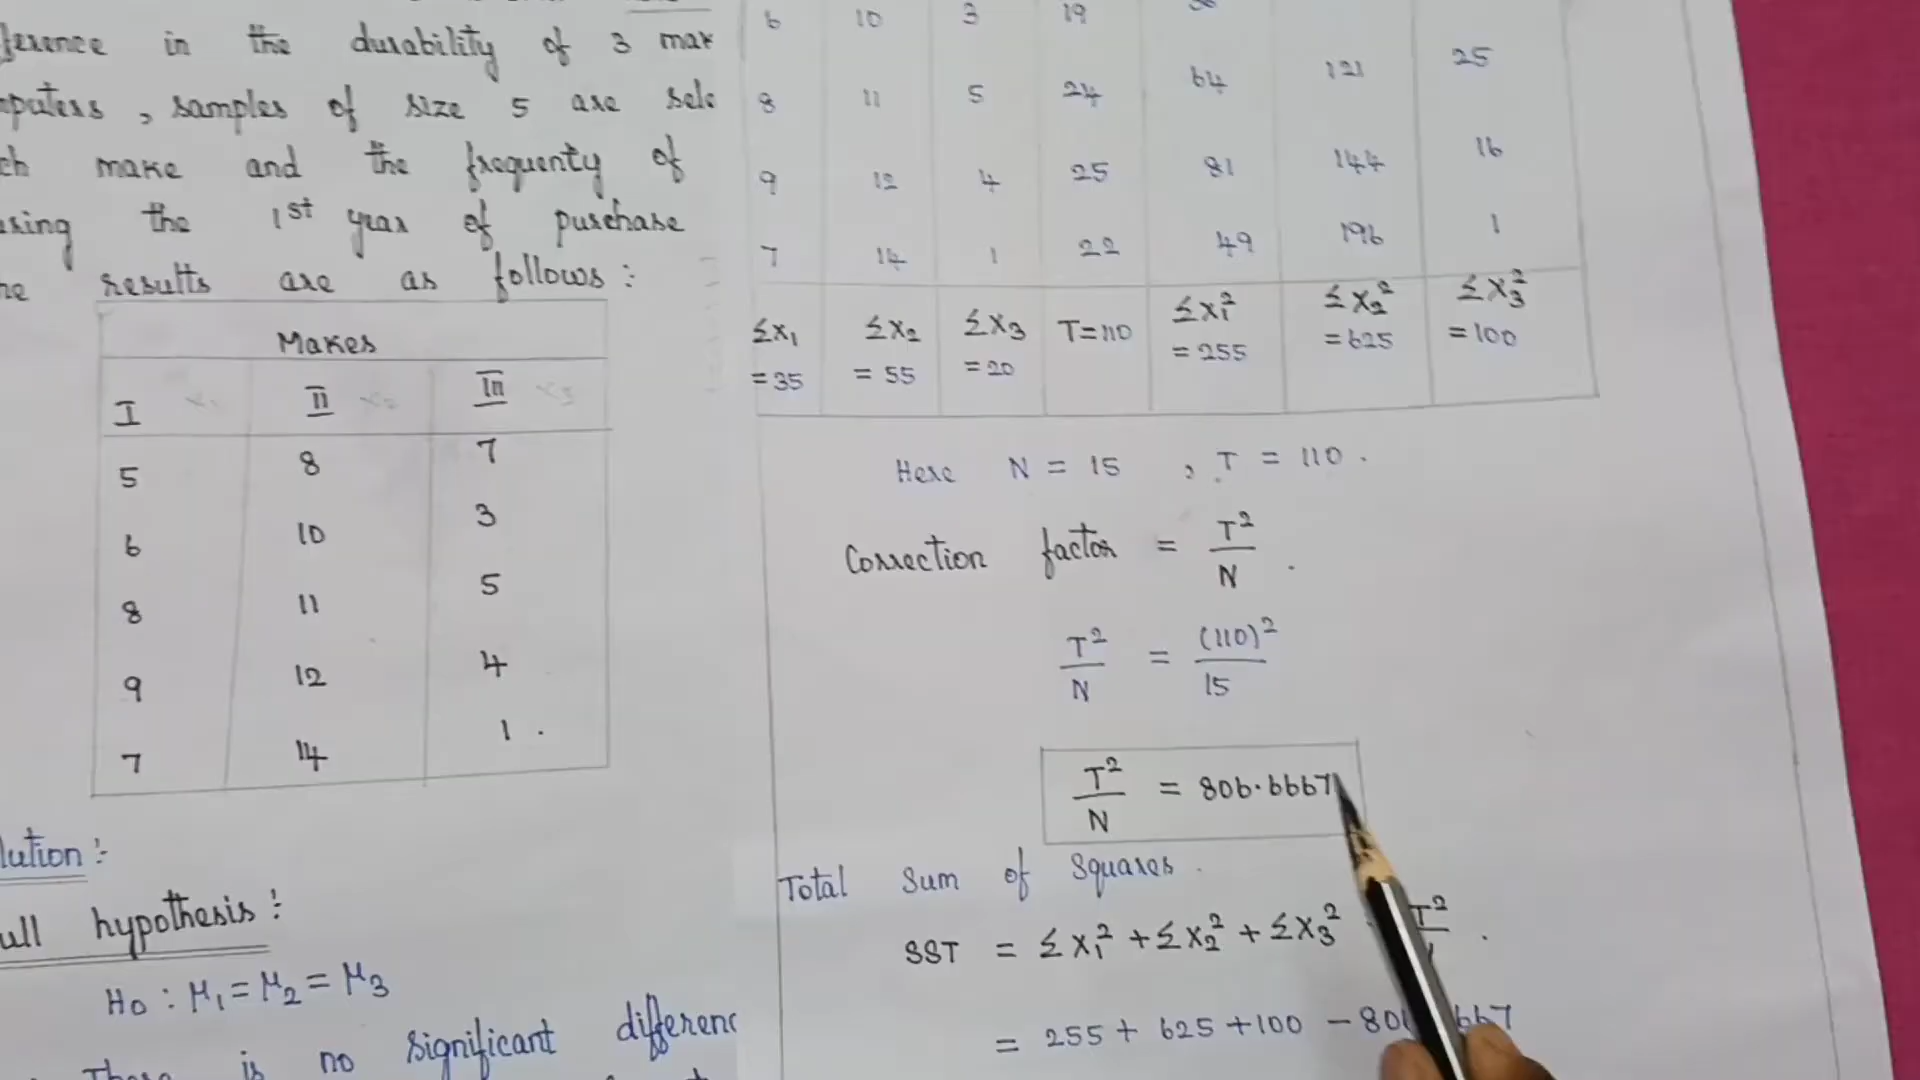 in the durability of 3
samples of size 5 are
make and the frequenty of
the 1st year of purchase
results are as follows:
Makes
I X1 II X2 III X3
5 8 7
6 10 3
8 11 5
9 12 4
7 14 1.
hypothesis:
H0 : μ1 = μ2 = μ3
is no significant
6 10 3 19
8 11 5 24 64 121 25
9 12 4 25 81 144 16
7 14 1 22 49 196 1
ΣX1 ΣX2 ΣX3 T=110 ΣX1² ΣX2² ΣX3²
=35 =55 =20 =255 =625 =100
Here N = 15 , T = 110.
Correction factor = T²/N.
T²/N = (110)²/15
T²/N = 806.6667
Total Sum of Squares.
SST = ΣX1² + ΣX2² + ΣX3²
= 255 + 625 + 100 -